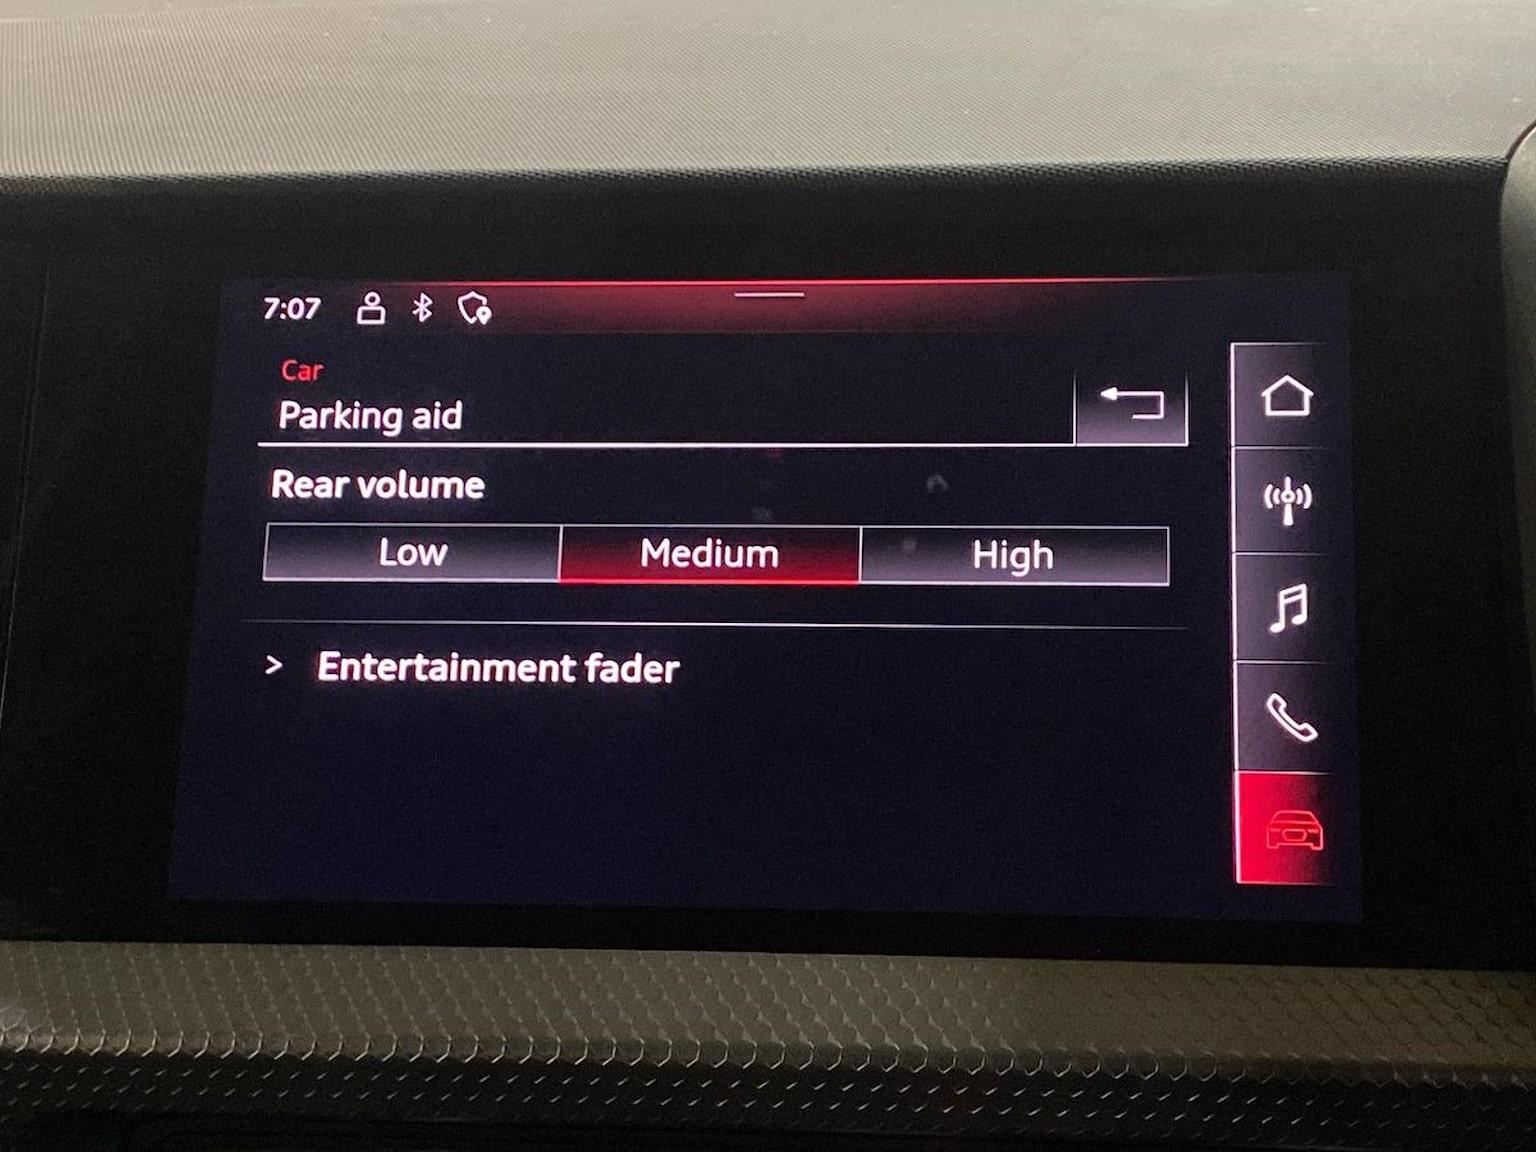 7:07
Car
Parking aid
Rear volume
Low Medium High
> Entertainment fader